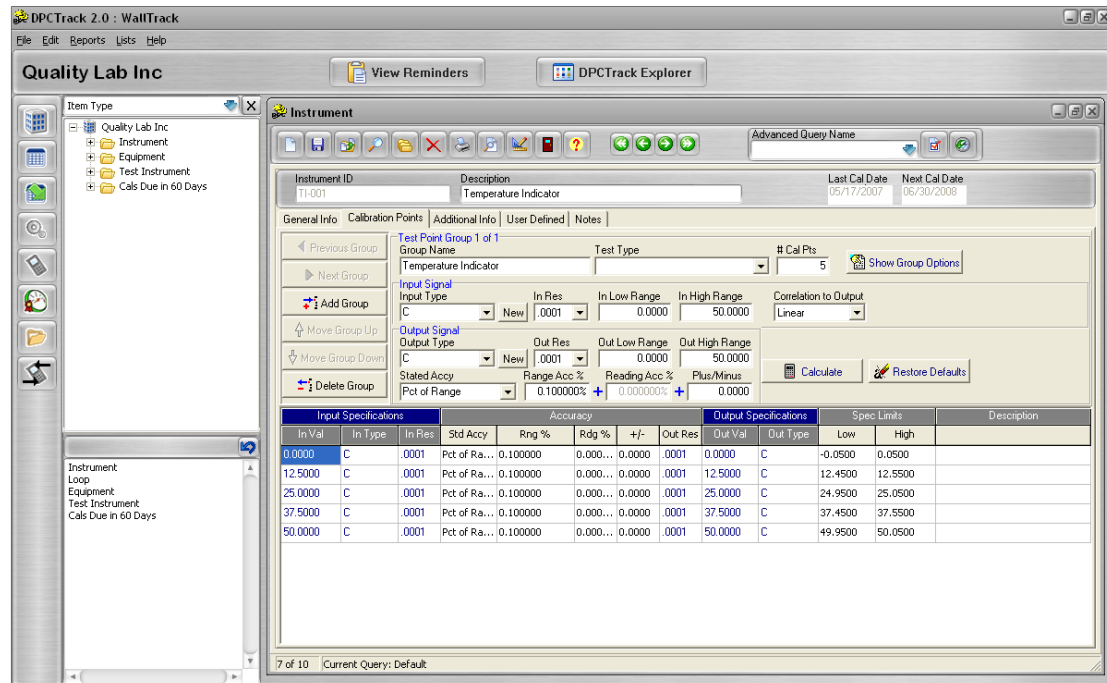 DPCTrack 2.0 : WallTrack
File Edit Reports Lists Help
Quality Lab Inc
View Reminders
DPCTrack Explorer
Item Type
Quality Lab Inc
Instrument
Equipment
Test Instrument
Cals Due in 60 Days
Instrument
Loop
Equipment
Test Instrument
Cals Due in 60 Days
Instrument
Advanced Query Name
Instrument ID Description Last Cal Date Next Cal Date
TI-001 Temperature Indicator 05/17/2007 06/30/2008
General Info Calibration Points Additional Info User Defined Notes
Previous Group
Next Group
Add Group
Move Group Up
Move Group Down
Delete Group
Test Point Group 1 of 1
Group Name Test Type # Cal Pts
Temperature Indicator 5 Show Group Options
Input Signal
Input Type In Res In Low Range In High Range Correlation to Output
C New .0001 0.0000 50.0000 Linear
Output Signal
Output Type Out Res Out Low Range Out High Range
C New .0001 0.0000 50.0000
Stated Accy Range Acc % Reading Acc % Plus/Minus
Pct of Range 0.100000% + 0.000000% + 0.0000
Calculate Restore Defaults
Input Specifications Accuracy Output Specifications Spec Limits Description
In Val In Type In Res Std Accy Rng % Rdg % +/- Out Res Out Val Out Type Low High
0.0000 C .0001 Pct of Ra... 0.100000 0.000... 0.0000 .0001 0.0000 C -0.0500 0.0500
12.5000 C .0001 Pct of Ra... 0.100000 0.000... 0.0000 .0001 12.5000 C 12.4500 12.5500
25.0000 C .0001 Pct of Ra... 0.100000 0.000... 0.0000 .0001 25.0000 C 24.9500 25.0500
37.5000 C .0001 Pct of Ra... 0.100000 0.000... 0.0000 .0001 37.5000 C 37.4500 37.5500
50.0000 C .0001 Pct of Ra... 0.100000 0.000... 0.0000 .0001 50.0000 C 49.9500 50.0500
7 of 10 Current Query: Default